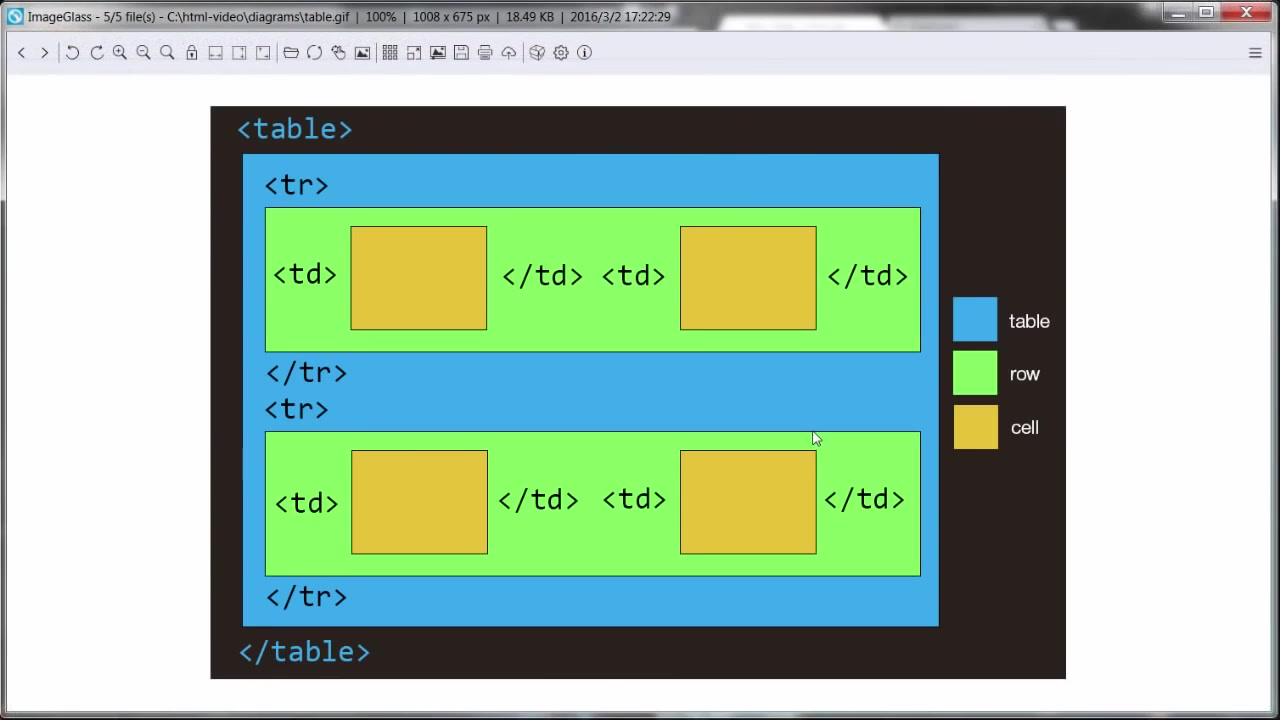 ImageGlass - 5/5 file(s) - C:\html-video\diagrams\table.gif | 100% | 1008 x 675 px | 18.49 KB | 2016/3/2 17:22:29
<table>
<tr>
<td> </td> <td> </td>
</tr>
<tr>
<td> </td> <td> </td>
</tr>
</table>
table
row
cell